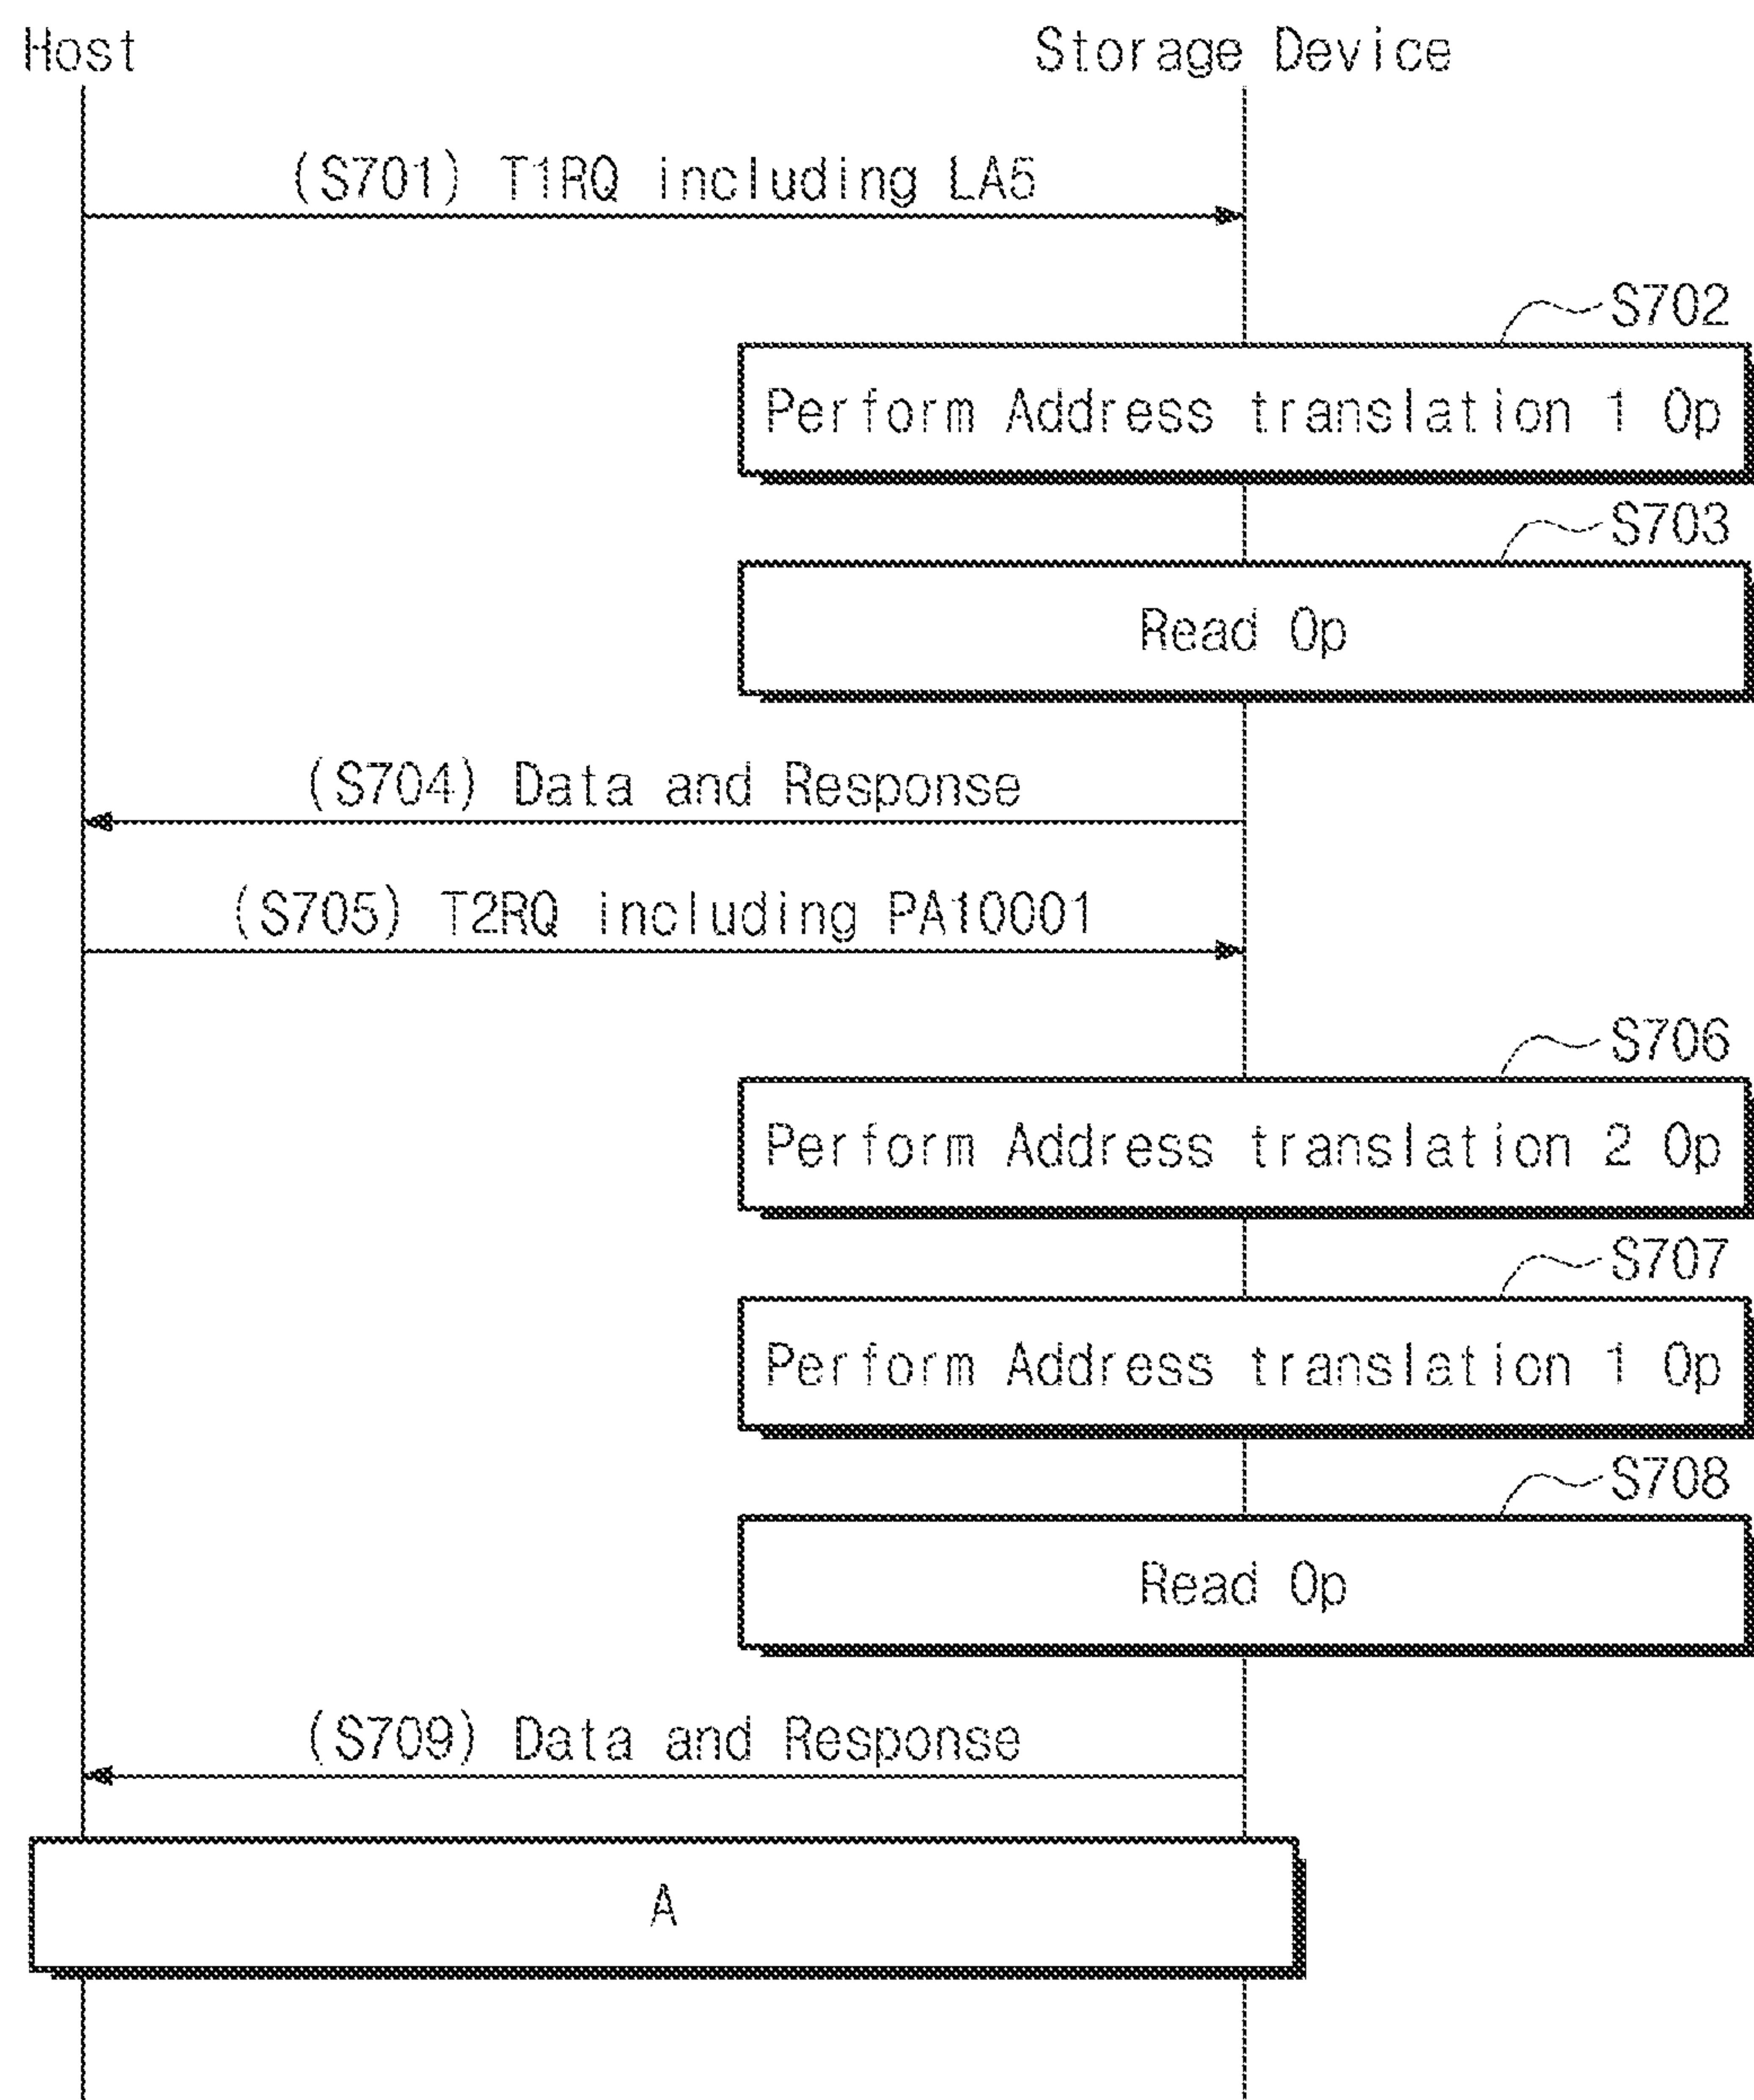 Host
Storage Device
(S701) T1RQ including LA5
S702
Perform Address translation 1 Op
S703
Read Op
(S704) Data and Response
(S705) T2RQ including PA10001
S706
Perform Address translation 2 Op
S707
Perform Address translation 1 Op
S708
Read Op
(S709) Data and Response
A